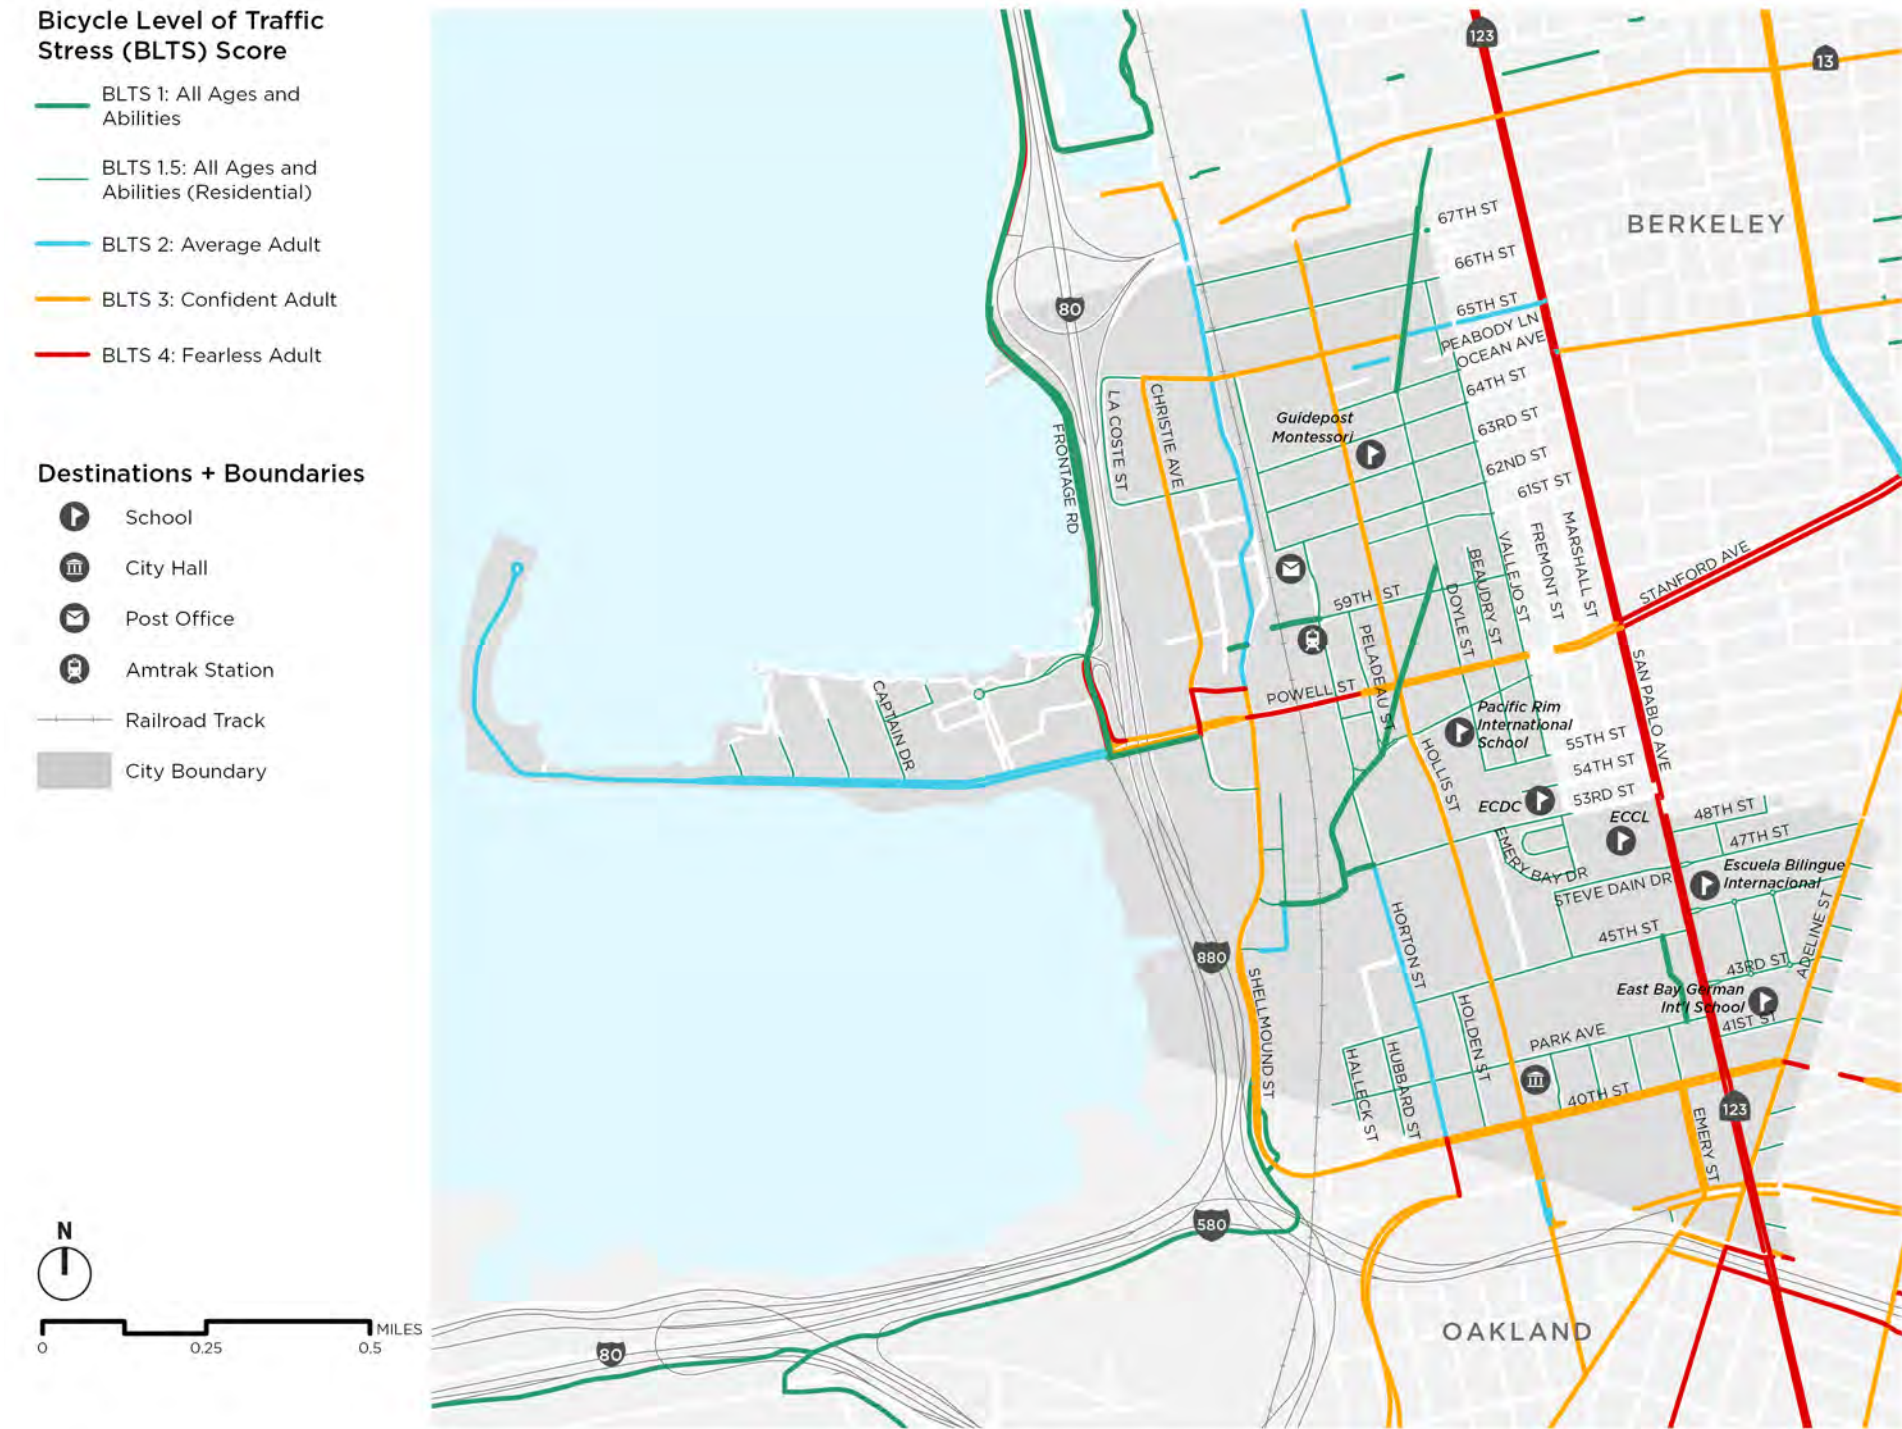 Bicycle Level of Traffic
Stress (BLTS) Score
BLTS 1: All Ages and
Abilities
BLTS 1.5: All Ages and
Abilities (Residential)
BLTS 2: Average Adult
BLTS 3: Confident Adult
BLTS 4: Fearless Adult
Destinations + Boundaries
School
City Hall
Post Office
Amtrak Station
Railroad Track
City Boundary
N
0
0.25
0.5
MILES
123
13
BERKELEY
67TH ST
66TH ST
65TH ST
PEABODY LN
OCEAN AVE
64TH ST
63RD ST
62ND ST
61ST ST
80
LA COSTE ST
CHRISTIE AVE
FRONTAGE RD
Guidepost
Montessori
MARSHALL ST
FREMONT ST
VALLEJO ST
BEAUDRY ST
DOYLE ST
STANFORD AVE
59TH ST
PELADEAU ST
POWELL ST
CAPTAIN DR
SAN PABLO AVE
Pacific Rim
International
School
HOLLIS ST
55TH ST
54TH ST
53RD ST
ECDC
ECCL
48TH ST
47TH ST
EMERY BAY DR
STEVE DAIN DR
Escuela Bilingue
Internacional
ADELINE ST
45TH ST
43RD ST
HORTON ST
880
SHELLMOUND ST
East Bay German
Int'l School
41ST ST
HOLDEN ST
PARK AVE
HALLECK ST
HUBBARD ST
40TH ST
EMERY ST
123
580
80
OAKLAND